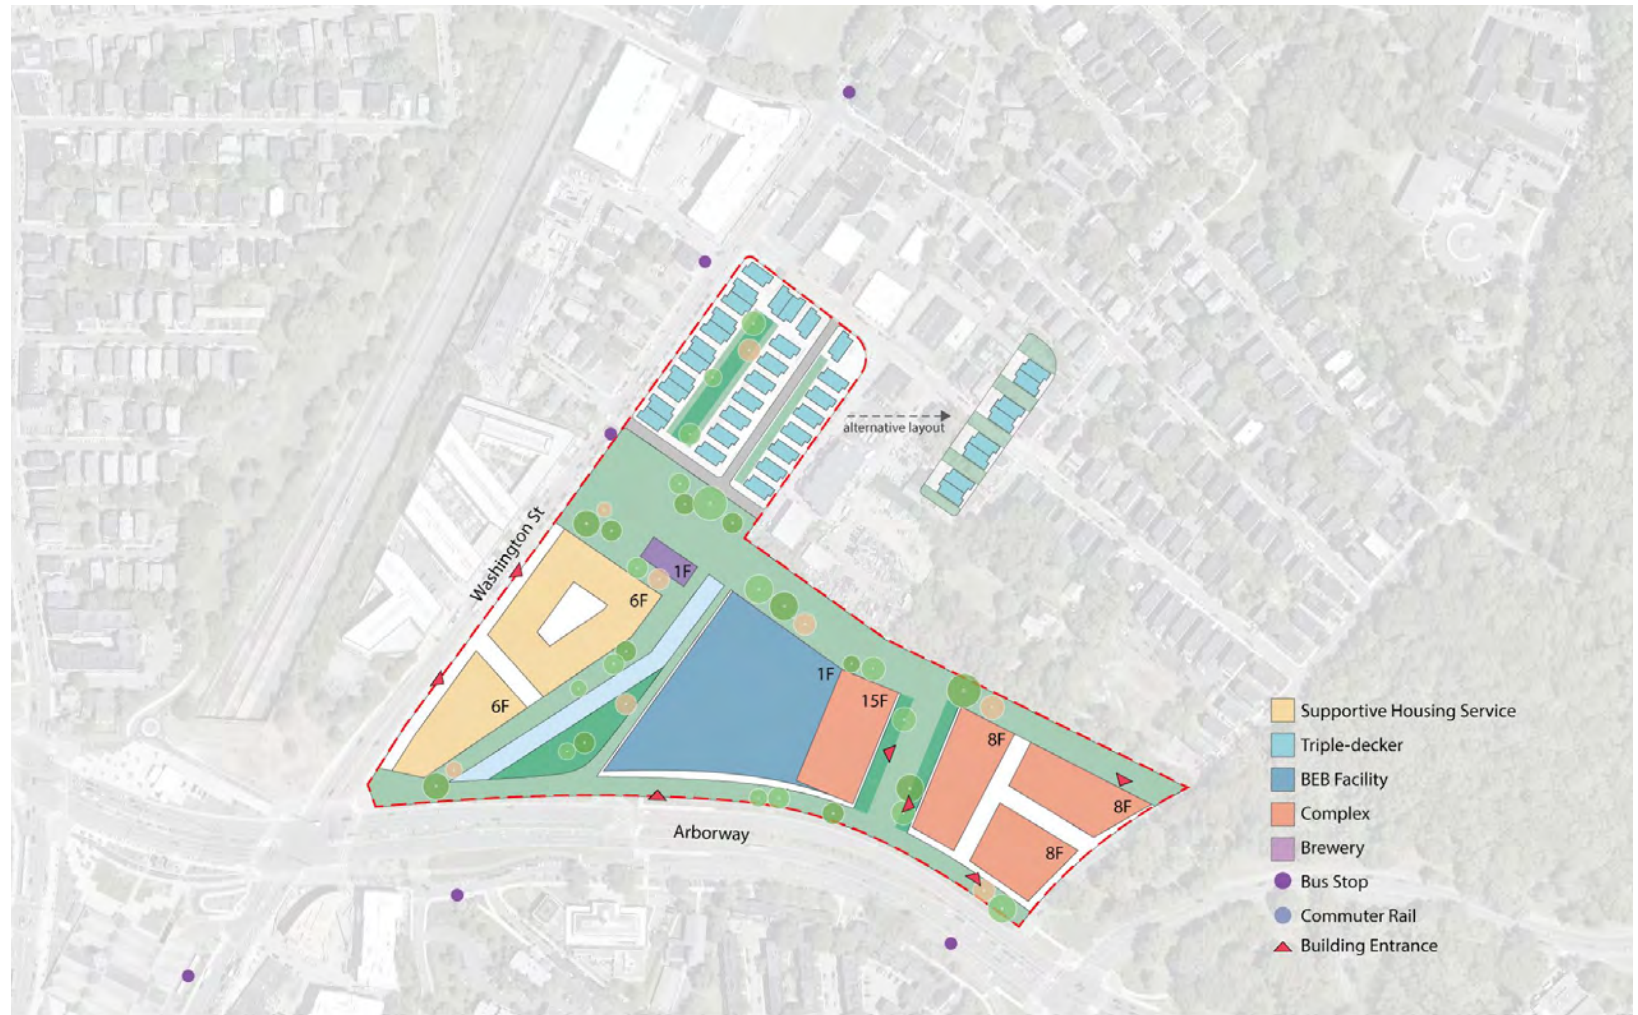 alternative layout
Washington St
1F
6F
6F
1F
15F
8F
8F
8F
Arborway
Supportive Housing Service
Triple-decker
BEB Facility
Complex
Brewery
Bus Stop
Commuter Rail
Building Entrance